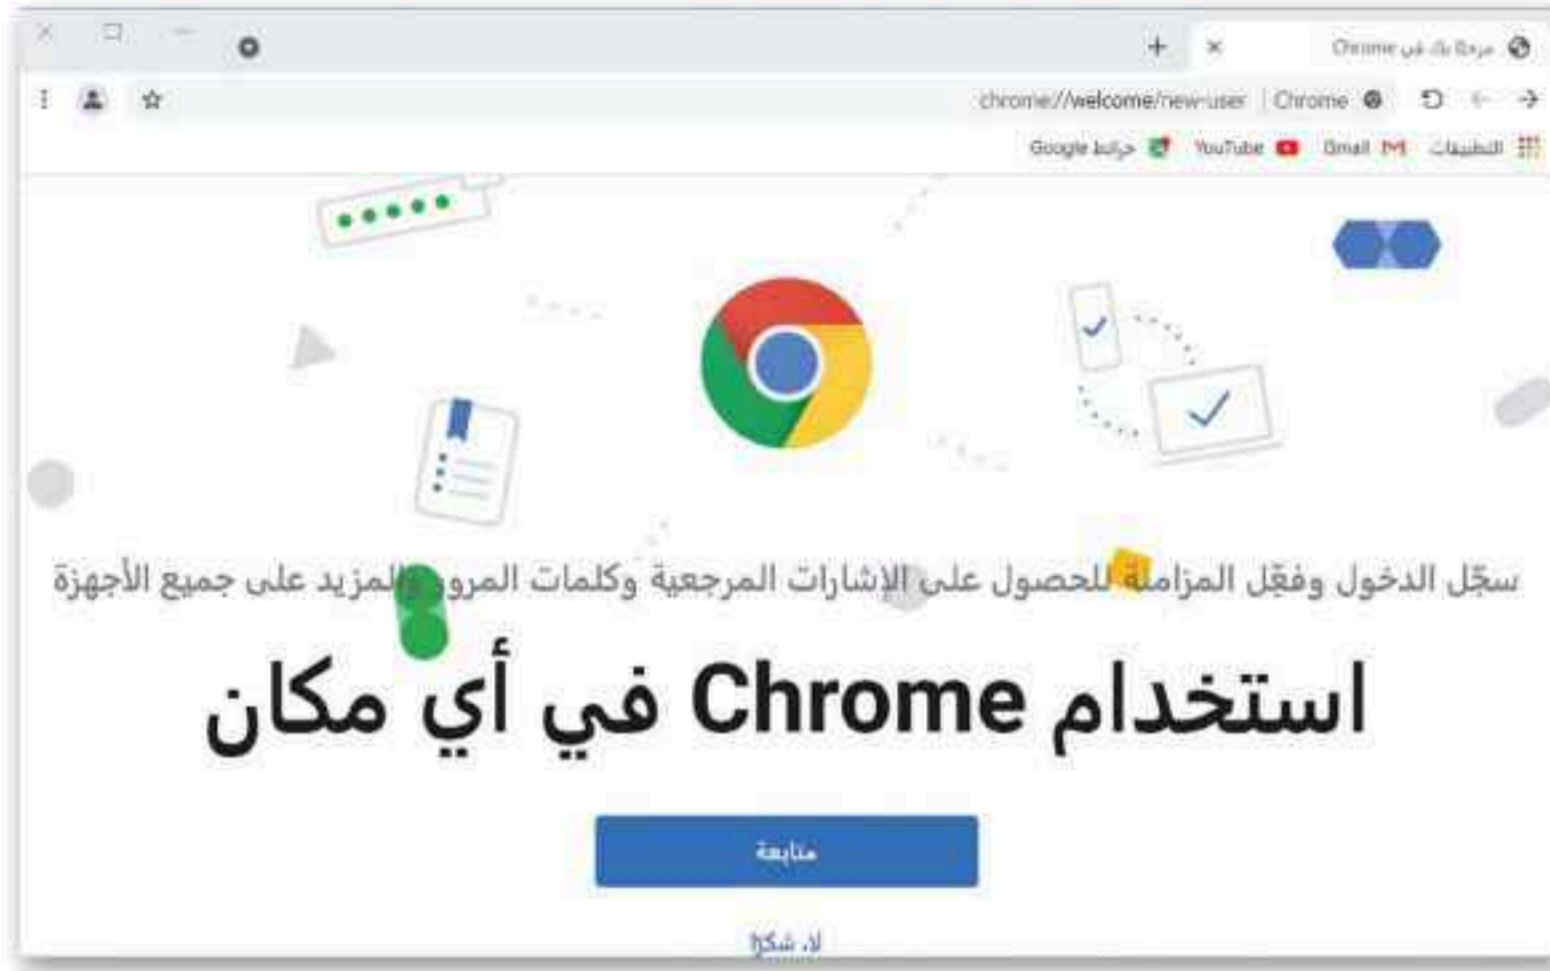 مرحبًا بك في Chrome
Chrome | chrome://welcome/new-user
التطبيقات Gmail YouTube خرائط Google
سجّل الدخول وفعّل المزامنة للحصول على الإشارات المرجعية وكلمات المرور والمزيد على جميع الأجهزة
استخدام Chrome في أي مكان
متابعة
لا، شكرًا